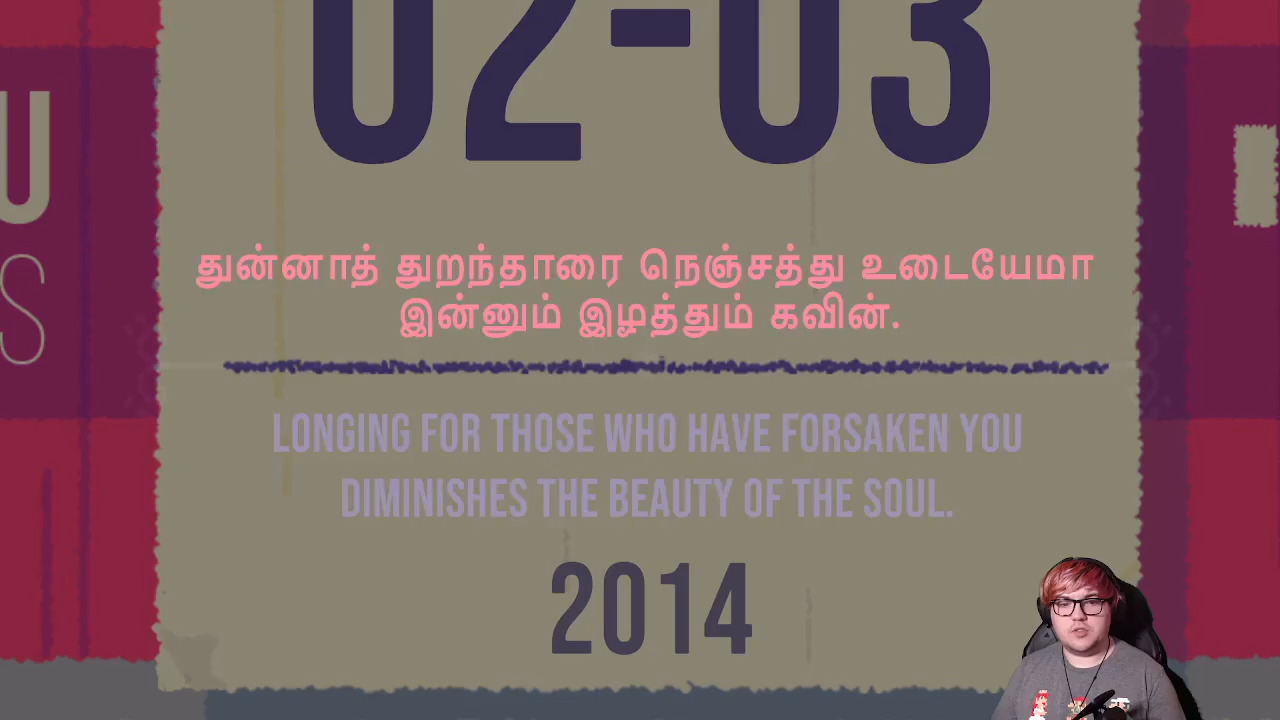 02-03
U
S
துன்னாத் துறந்தாரை நெஞ்சத்து உடையேமா
இன்னும் இழத்தும் கவின்.
LONGING FOR THOSE WHO HAVE FORSAKEN YOU
DIMINISHES THE BEAUTY OF THE SOUL.
2014